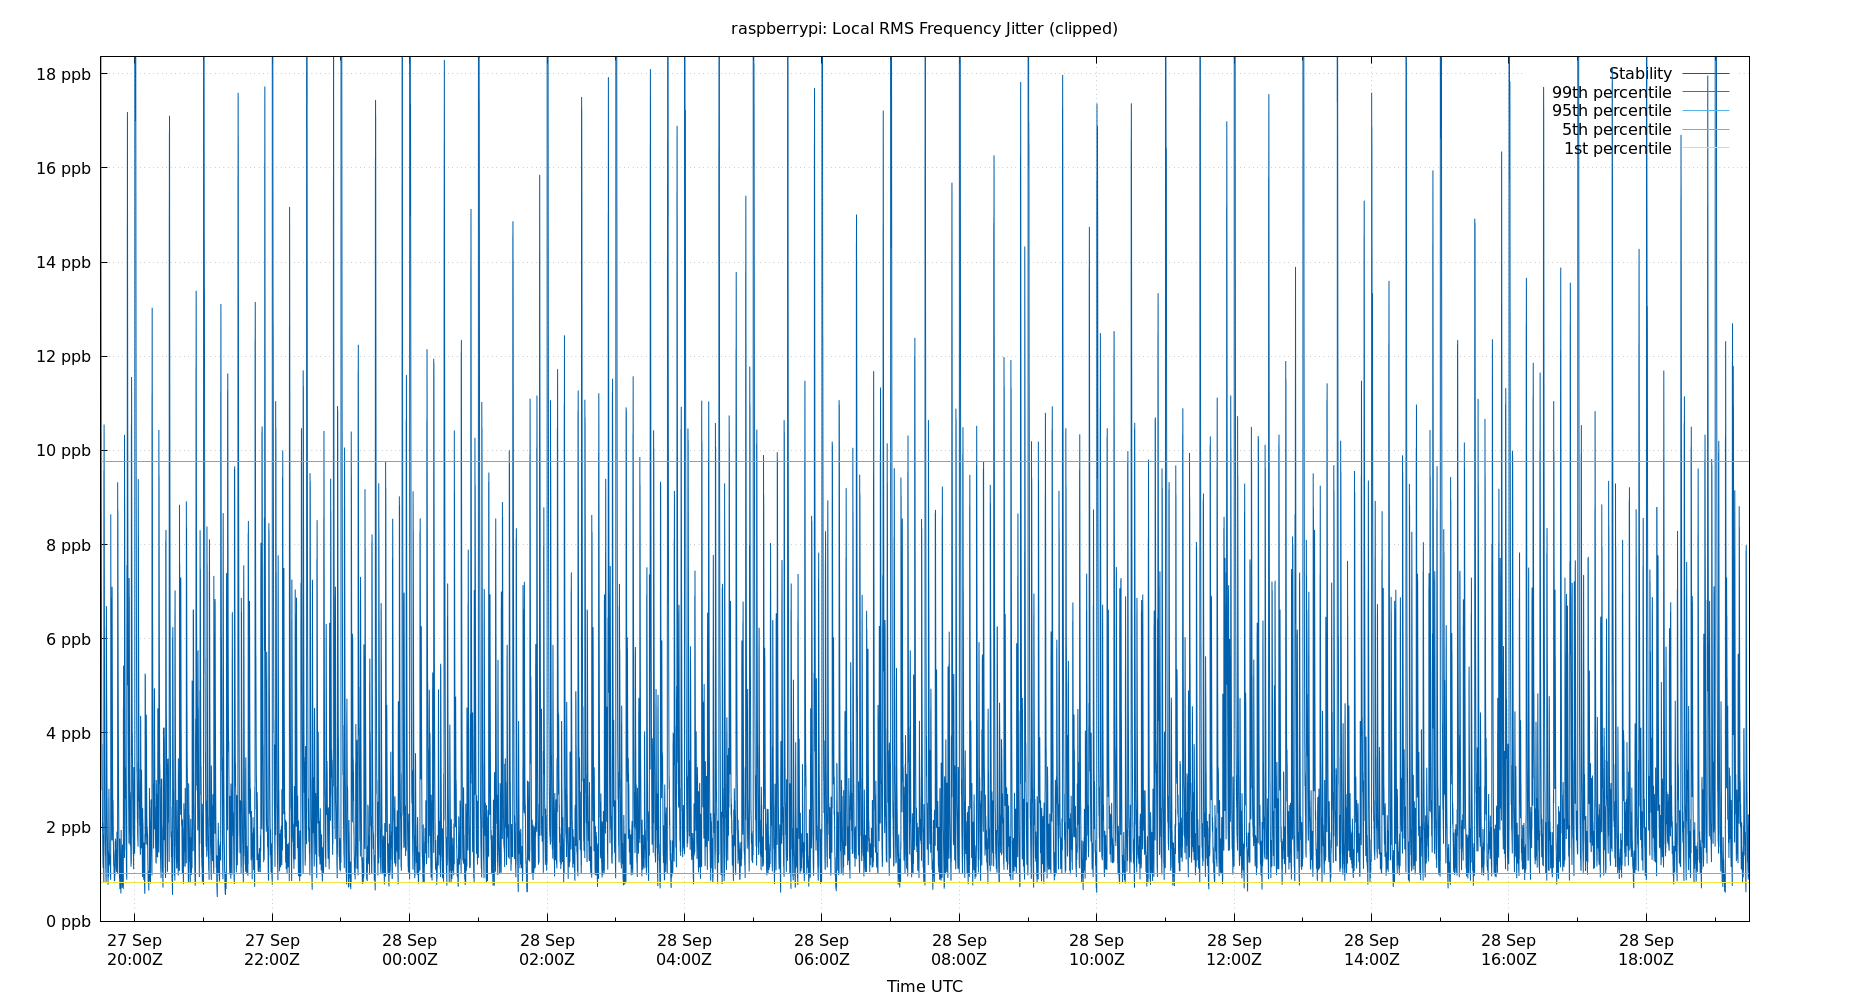 raspberrypi: Local RMS Frequency Jitter (clipped)
18 ppb
16 ppb
14 ppb
12 ppb
10 ppb
8 ppb
6 ppb
4 ppb
2 ppb
0 ppb
Stability
99th percentile
95th percentile
5th percentile
1st percentile
27 Sep 27 Sep 28 Sep 28 Sep 28 Sep 28 Sep 28 Sep 28 Sep 28 Sep 28 Sep 28 Sep 28 Sep
20:00Z 22:00Z 00:00Z 02:00Z 04:00Z 06:00Z 08:00Z 10:00Z 12:00Z 14:00Z 16:00Z 18:00Z
Time UTC